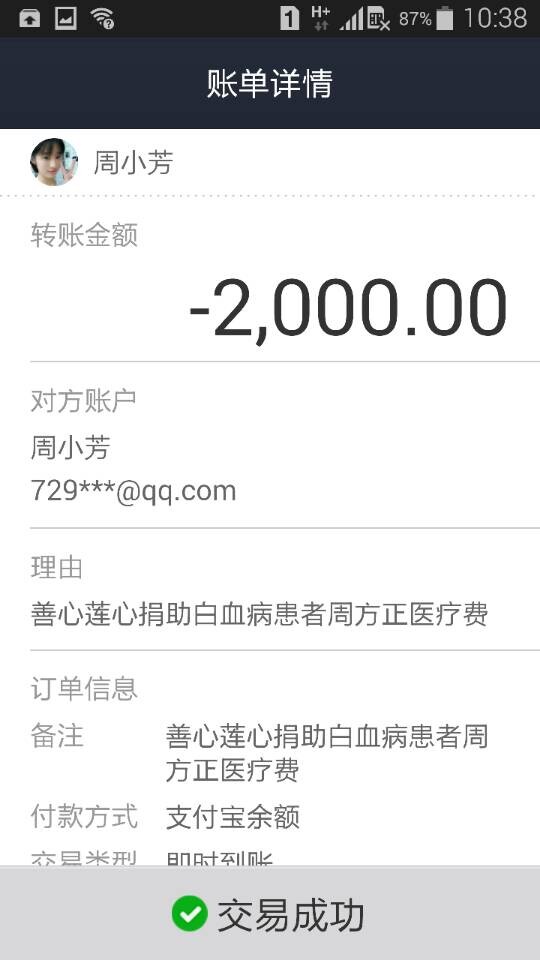 1 H+ 87% 10:38
账单详情
周小芳
转账金额
-2,000.00
对方账户
周小芳
729***@qq.com
理由
善心莲心捐助白血病患者周方正医疗费
订单信息
备注 善心莲心捐助白血病患者周
方正医疗费
付款方式 支付宝余额
交易类型 即时到账
交易成功